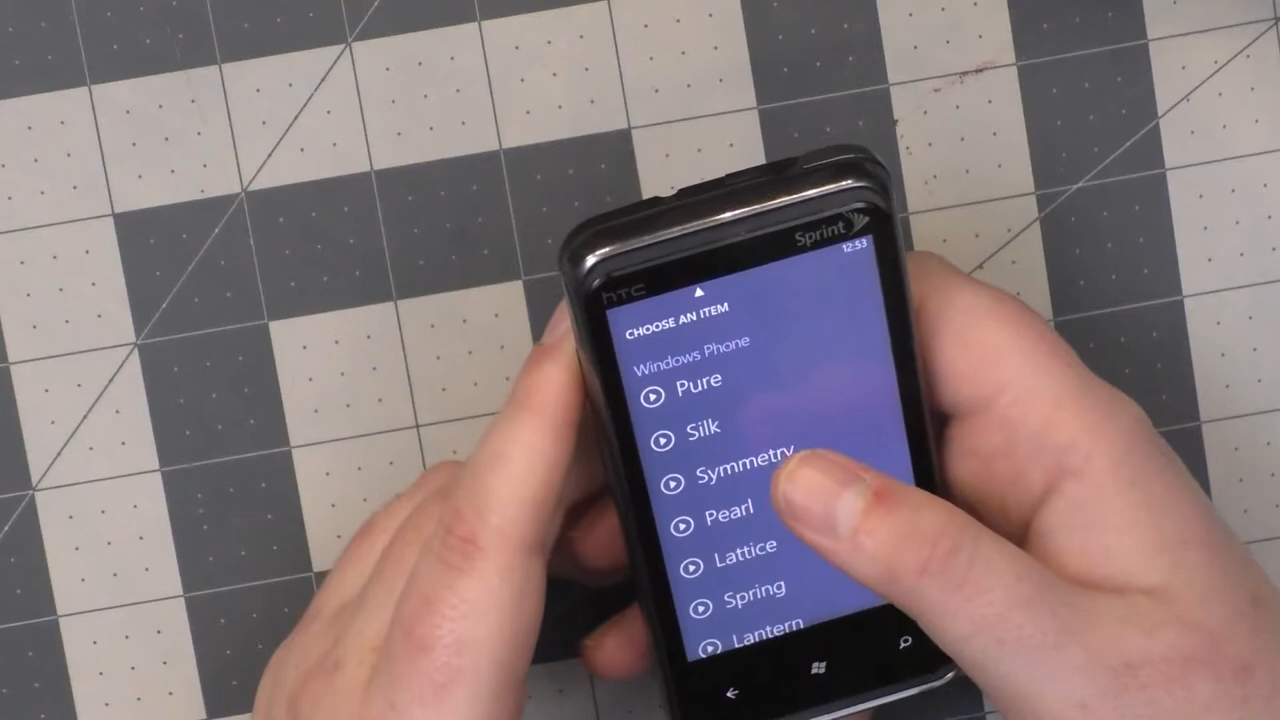 Sprint
12:53
hTC
CHOOSE AN ITEM
Windows Phone
Pure
Silk
Symmetry
Pearl
Lattice
Spring
Lantern